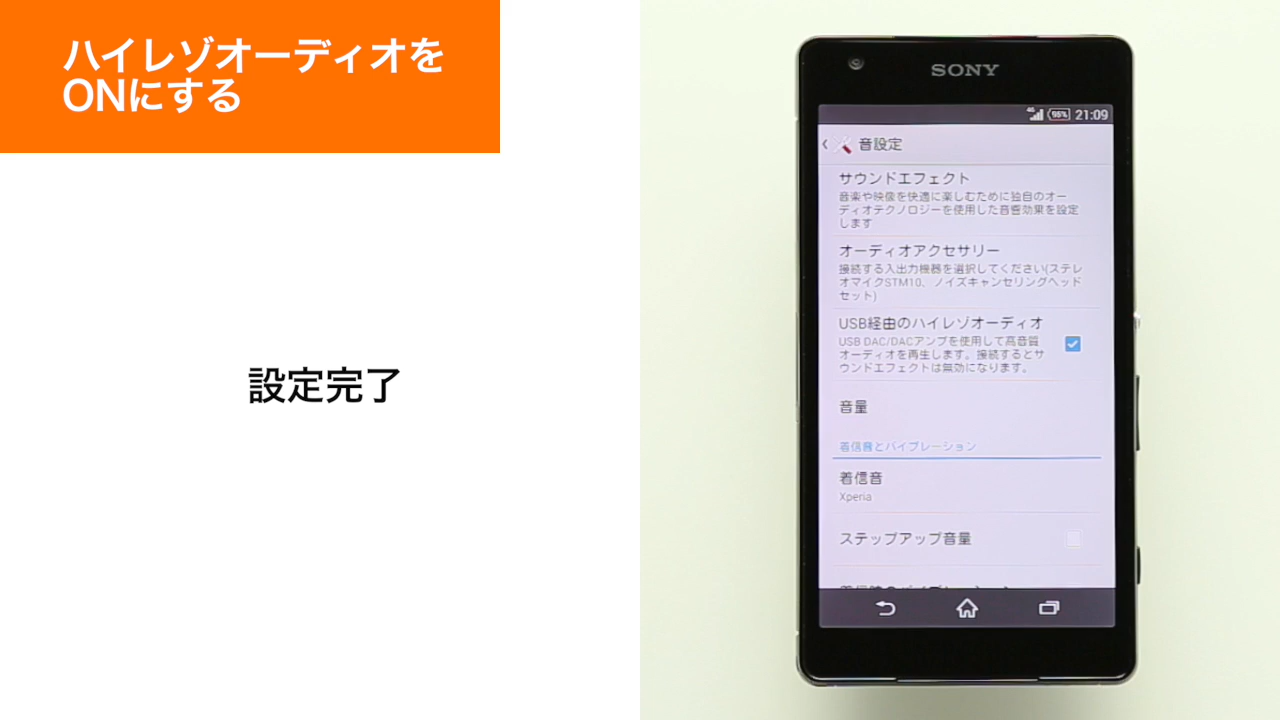 ハイレゾオーディオを
ONにする
設定完了
SONY
4G 95% 21:09
音設定
サウンドエフェクト
音楽や映像を快適に楽しむために独自のオー
ディオテクノロジーを使用した音響効果を設定
します
オーディオアクセサリー
接続する入出力機器を選択してください(ステレ
オマイクSTM10、ノイズキャンセリングヘッド
セット)
USB経由のハイレゾオーディオ
USB DAC/DACアンプを使用して高音質
オーディオを再生します。接続するとサ
ウンドエフェクトは無効になります。
音量
着信音とバイブレーション
着信音
Xperia
ステップアップ音量